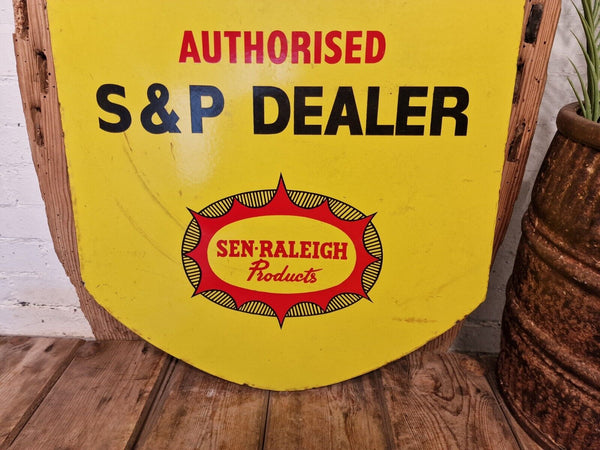 AUTHORISED
S&P DEALER
SEN-RALEIGH
Products